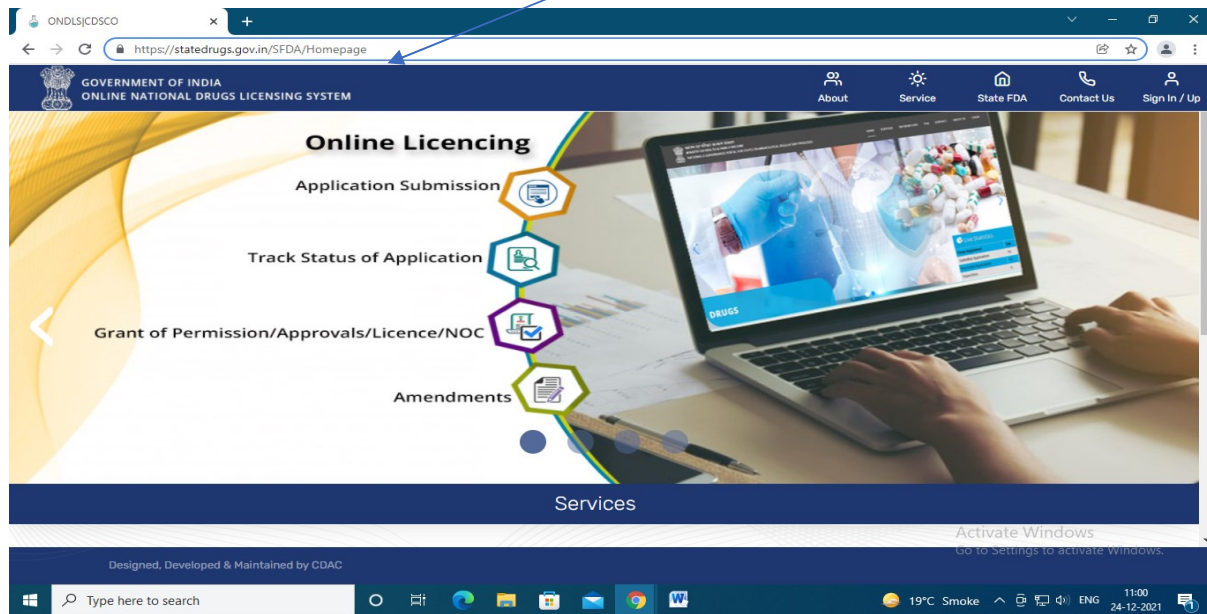 ONDLS|CDSCO
https://statedrugs.gov.in/SFDA/Homepage
GOVERNMENT OF INDIA
ONLINE NATIONAL DRUGS LICENSING SYSTEM
About
Service
State FDA
Contact Us
Sign In / Up
Online Licencing
Application Submission
Track Status of Application
Grant of Permission/Approvals/Licence/NOC
Amendments
DRUGS
Services
Activate Windows
Go to Settings to activate Windows.
Designed, Developed & Maintained by CDAC
Type here to search
19°C Smoke
ENG
11:00
24-12-2021